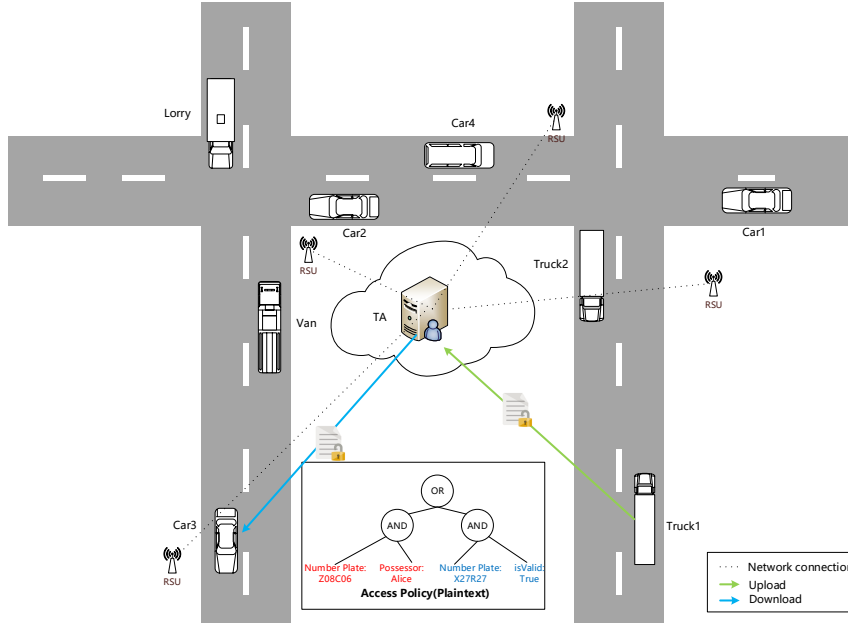 Lorry
Car4
RSU
Car2
Car1
RSU
Truck2
RSU
TA
Van
OR
AND
AND
Car3
Truck1
RSU
Number Plate:
Z08C06
Possessor:
Alice
Number Plate:
X27R27
isValid:
True
Access Policy(Plaintext)
Network connection
Upload
Download